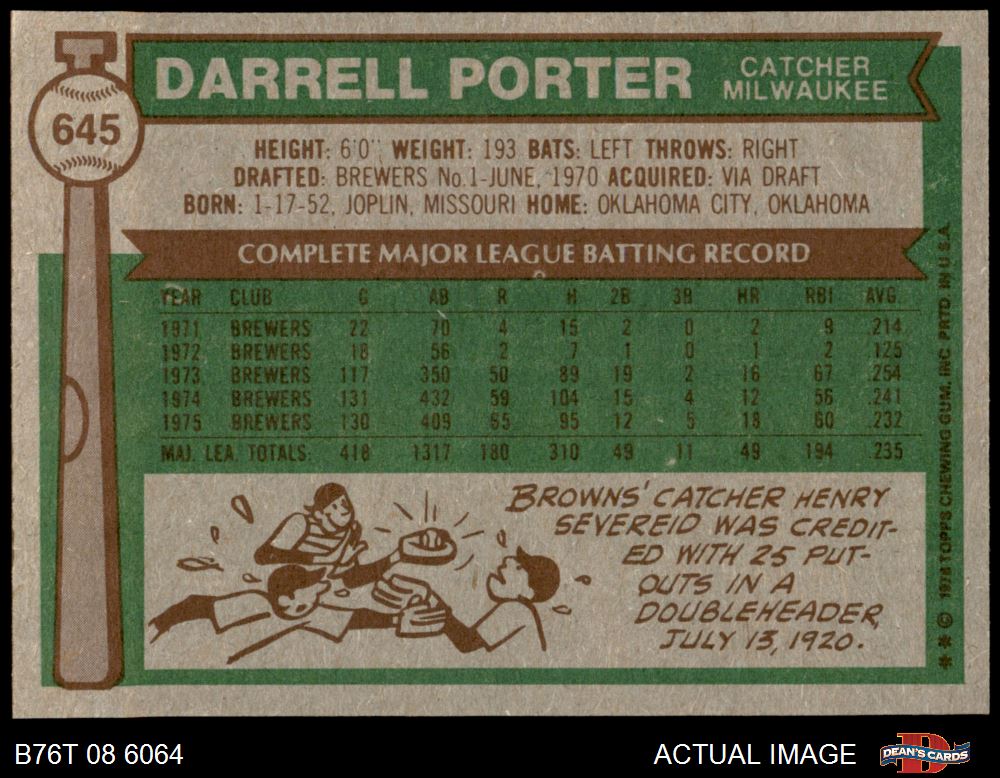 DARRELL PORTER
CATCHER
MILWAUKEE
645
HEIGHT: 6'0" WEIGHT: 193 BATS: LEFT THROWS: RIGHT
DRAFTED: BREWERS No.1-JUNE, 1970 ACQUIRED: VIA DRAFT
BORN: 1-17-52, JOPLIN, MISSOURI HOME: OKLAHOMA CITY, OKLAHOMA
COMPLETE MAJOR LEAGUE BATTING RECORD
YEAR CLUB G AB R H 2B 3B HR RBI AVG.
1971 BREWERS 22 70 4 15 2 0 2 9 .214
1972 BREWERS 18 56 2 7 1 0 1 2 .125
1973 BREWERS 117 350 50 89 19 2 16 67 .254
1974 BREWERS 131 432 59 104 15 4 12 56 .241
1975 BREWERS 130 409 65 95 12 5 18 60 .232
MAJ. LEA. TOTALS: 418 1317 180 310 49 11 49 194 .235
BROWNS' CATCHER HENRY
SEVEREID WAS CREDIT-
ED WITH 25 PUT-
OUTS IN A
DOUBLEHEADER,
JULY 13, 1920.
** © 1976 TOPPS CHEWING GUM, INC. PRTD. IN U.S.A.
B76T 08 6064
ACTUAL IMAGE
DEAN'S CARDS